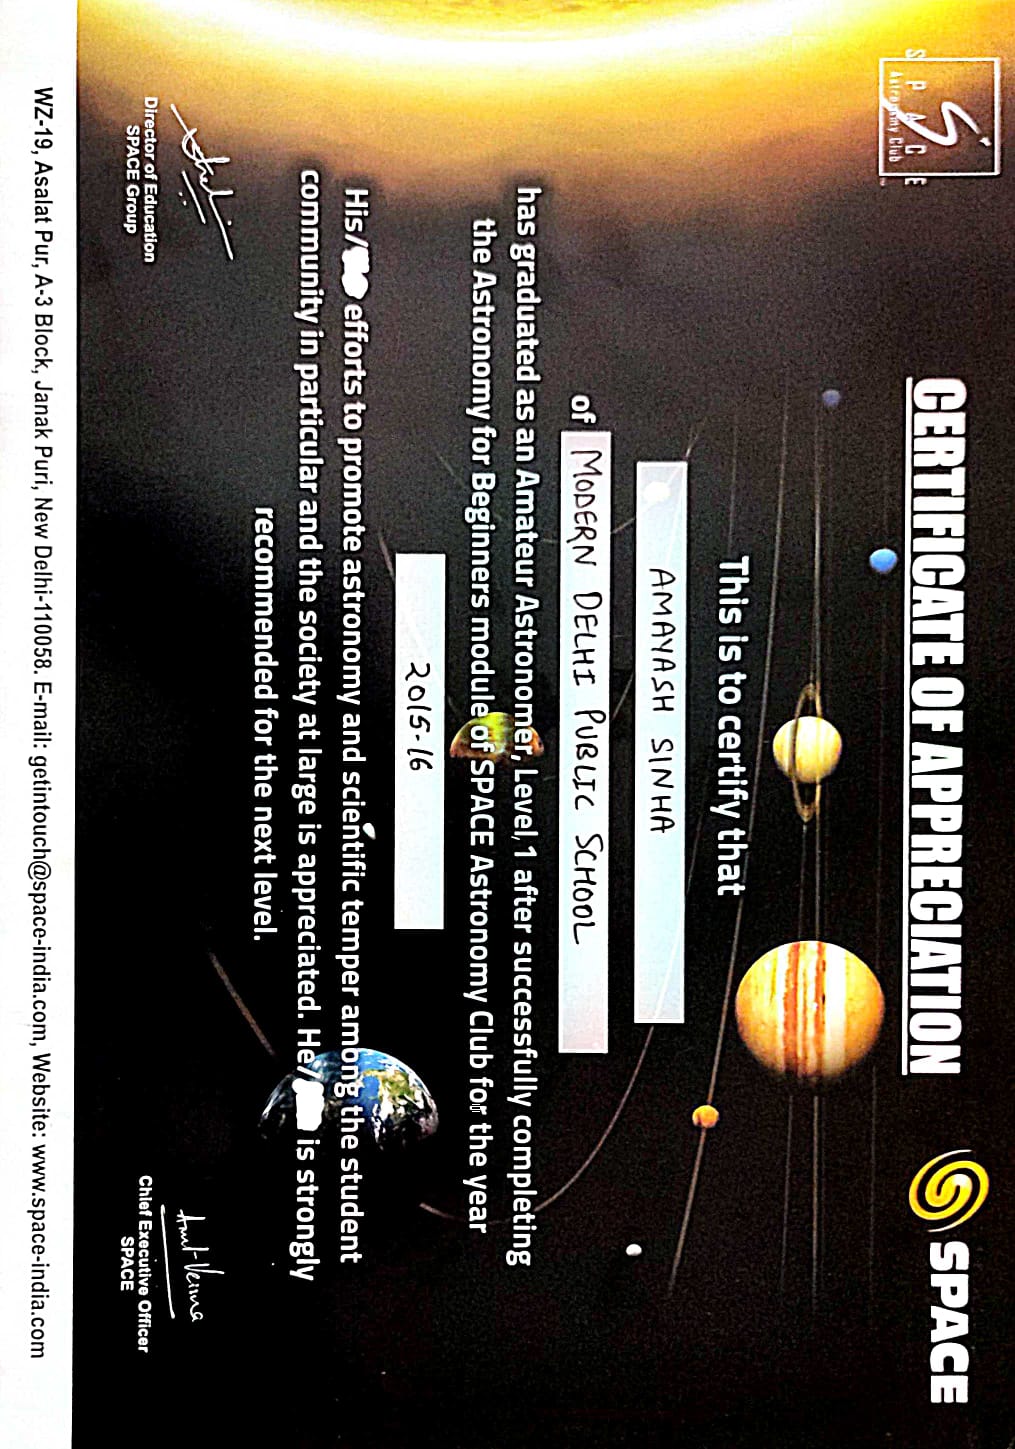 SPACE
Astronomy Club
CERTIFICATE OF APPRECIATION
SPACE
This is to certify that
AMAYASH SINHA
of MODERN DELHI PUBLIC SCHOOL
has graduated as an Amateur Astronomer, Level,1 after successfully completing
the Astronomy for Beginners module of SPACE Astronomy Club for the year
2015-16
His/ efforts to promote astronomy and scientific temper among the student
community in particular and the society at large is appreciated. He/ is strongly
recommended for the next level.
Director of Education
SPACE Group
Amit Verma
Chief Executive Officer
SPACE
WZ-19, Asalat Pur, A-3 Block, Janak Puri, New Delhi-110058. E-mail: getintouch@space-india.com, Website: www.space-india.com